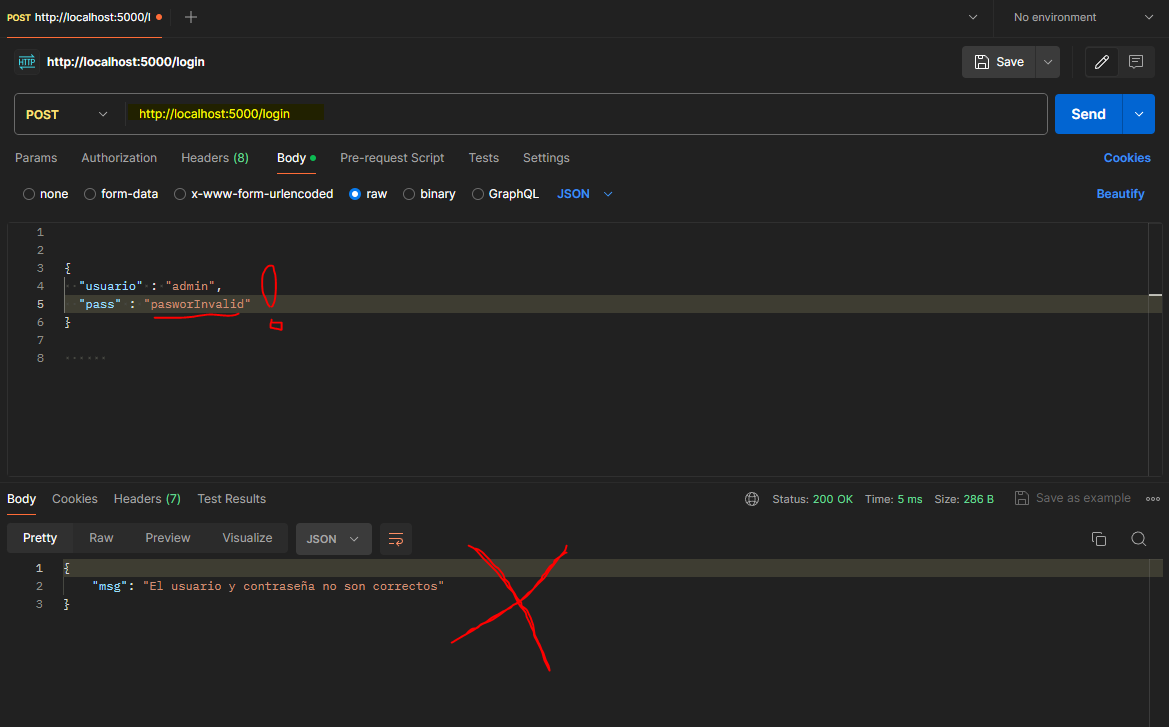 POST http://localhost:5000/l
No environment
HTTP http://localhost:5000/login
Save
POST http://localhost:5000/login Send
Params Authorization Headers (8) Body Pre-request Script Tests Settings Cookies
none form-data x-www-form-urlencoded raw binary GraphQL JSON Beautify
1
2
3 {
4 "usuario" : "admin",
5 "pass" : "pasworInvalid"
6 }
7
8
Body Cookies Headers (7) Test Results Status: 200 OK Time: 5 ms Size: 286 B Save as example
Pretty Raw Preview Visualize JSON
1 {
2 "msg": "El usuario y contraseña no son correctos"
3 }